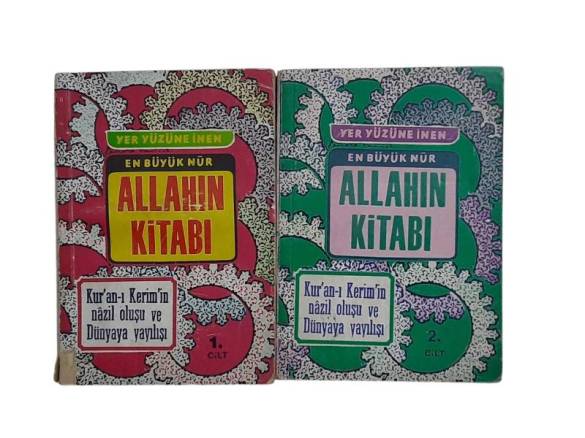 YER YÜZÜNE İNEN
EN BÜYÜK NÛR
ALLAHIN
KİTABI
Kur'an-ı Kerim'in
nâzil oluşu ve
Dünyaya yayılışı
1.
CİLT
YER YÜZÜNE İNEN
EN BÜYÜK NÛR
ALLAHIN
KİTABI
Kur'an-ı Kerim'in
nâzil oluşu ve
Dünyaya yayılışı
2.
CİLT